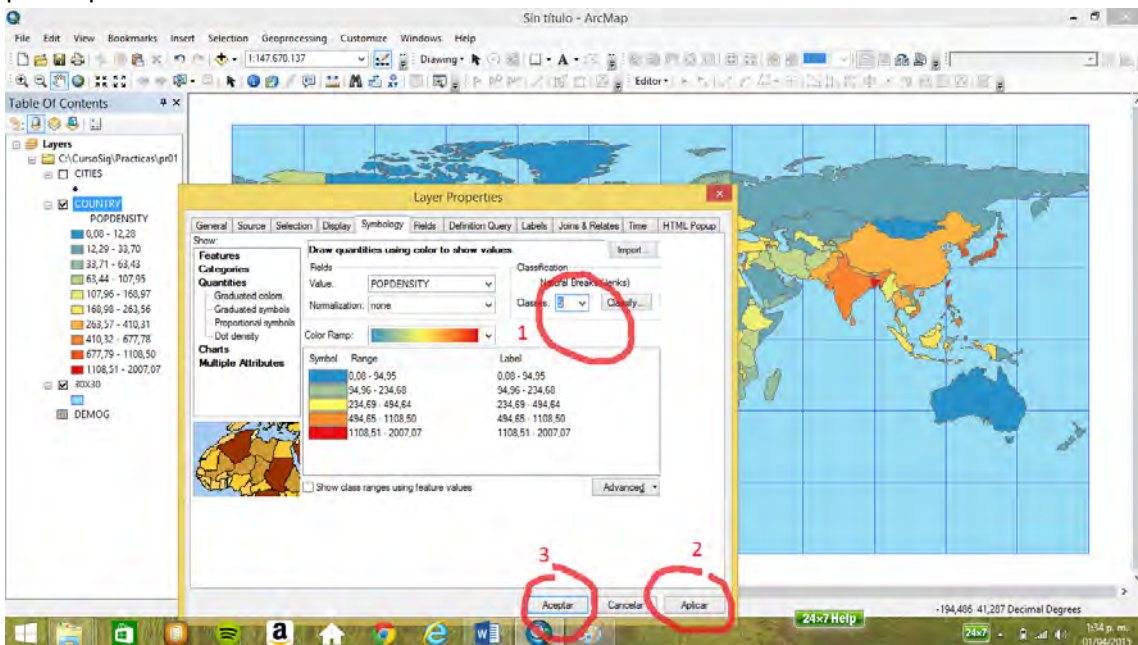 Sin título - ArcMap
File Edit View Bookmarks Insert Selection Geoprocessing Customize Windows Help
1:147.670.137 Drawing A
Editor
Table Of Contents
Layers
C:\CursoSig\Practicas\pr01
CITIES
COUNTRY
POPDENSITY
0,08 - 12,28
12,29 - 33,70
33,71 - 63,43
63,44 - 107,95
107,96 - 168,97
168,98 - 263,56
263,57 - 410,31
410,32 - 677,78
677,79 - 1108,50
1108,51 - 2007,07
30X30
DEMOG
Layer Properties
General Source Selection Display Symbology Fields Definition Query Labels Joins & Relates Time HTML Popup
Show:
Features
Categories
Quantities
Graduated colors
Graduated symbols
Proportional symbols
Dot density
Charts
Multiple Attributes
Draw quantities using color to show values
Import...
Fields
Value: POPDENSITY
Normalization: none
Classification
Natural Breaks (Jenks)
Classes: Classify...
1
Color Ramp:
Symbol Range Label
0,08 - 94,95 0,08 - 94,95
94,96 - 234,68 94,96 - 234,68
234,69 - 494,64 234,69 - 494,64
494,65 - 1108,50 494,65 - 1108,50
1108,51 - 2007,07 1108,51 - 2007,07
Show class ranges using feature values
Advanced
3
2
Aceptar Cancelar Aplicar
-194,486 41,287 Decimal Degrees
24x7 Help
24x7
1:34 p. m.
01/04/2015